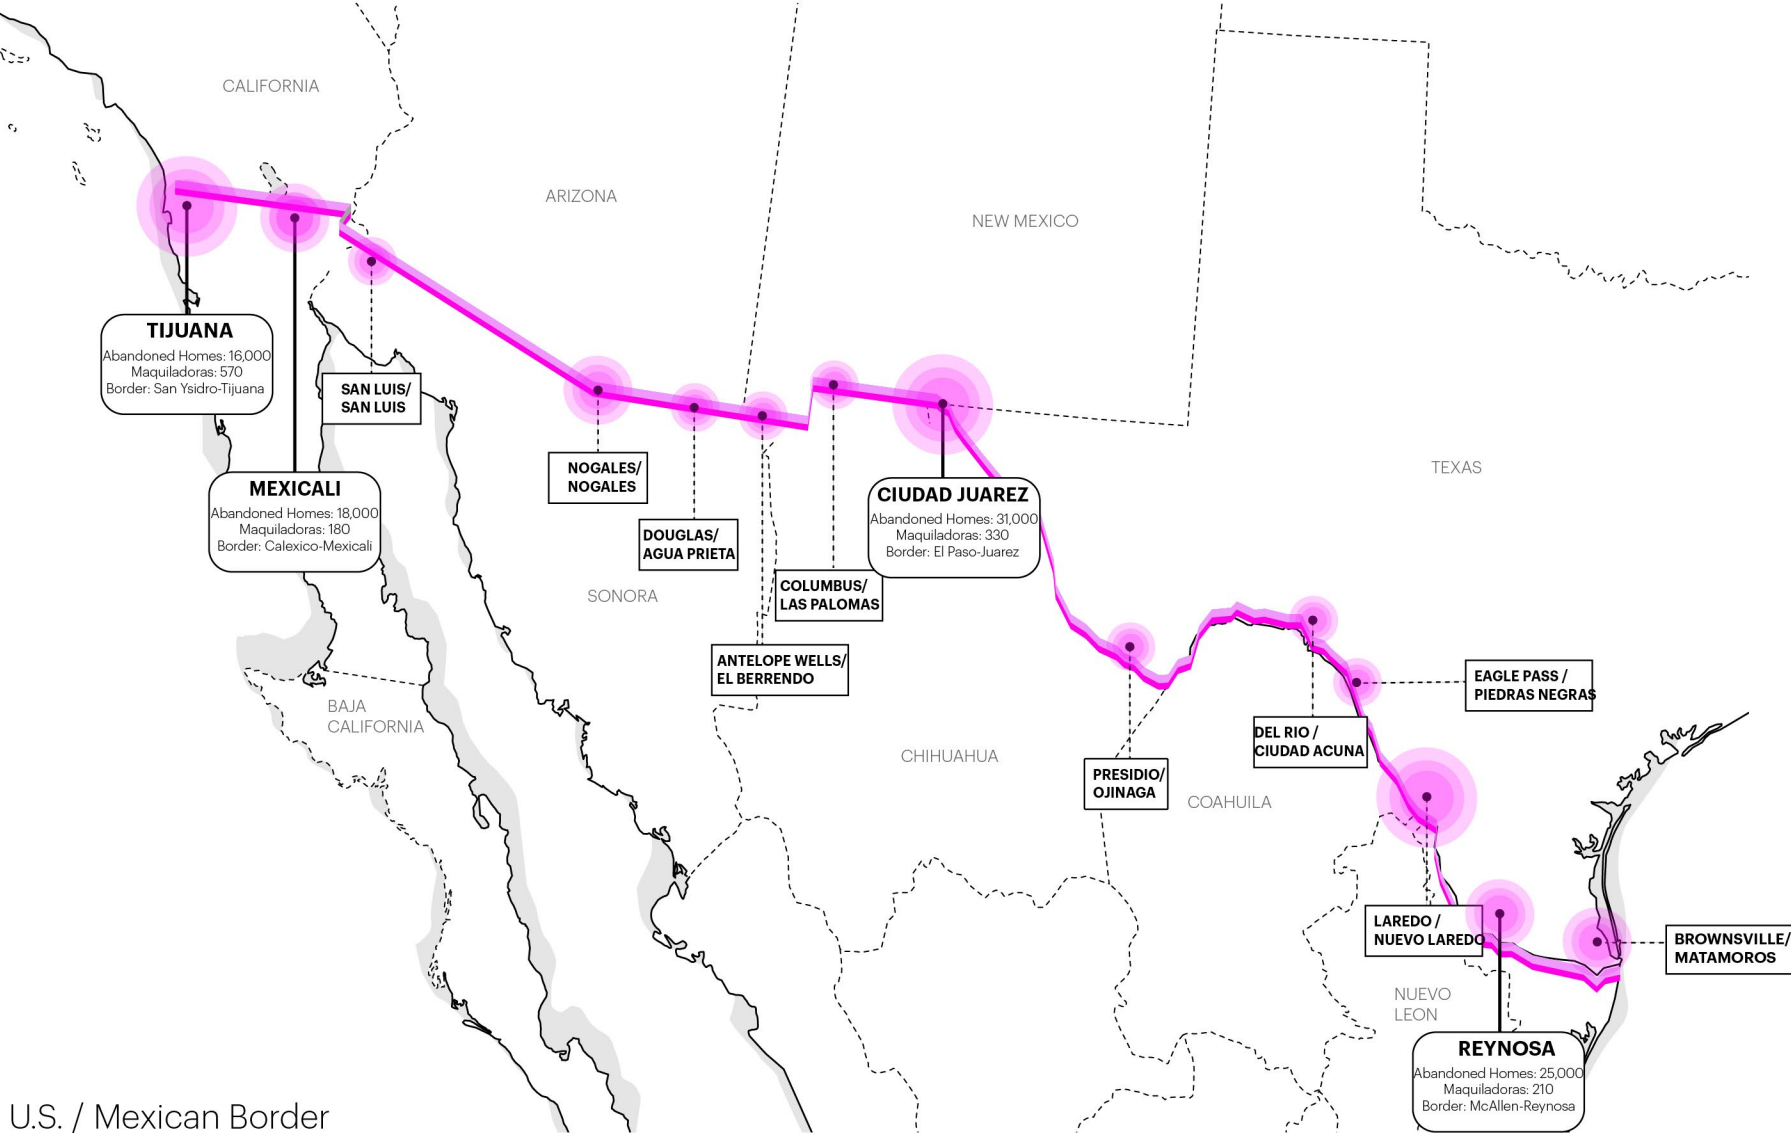 CALIFORNIA
ARIZONA
NEW MEXICO
TIJUANA
Abandoned Homes: 16,000
Maquiladoras: 570
Border: San Ysidro-Tijuana
SAN LUIS/
SAN LUIS
MEXICALI
Abandoned Homes: 18,000
Maquiladoras: 180
Border: Calexico-Mexicali
NOGALES/
NOGALES
DOUGLAS/
AGUA PRIETA
CIUDAD JUAREZ
Abandoned Homes: 31,000
Maquiladoras: 330
Border: El Paso-Juarez
TEXAS
SONORA
COLUMBUS/
LAS PALOMAS
ANTELOPE WELLS/
EL BERRENDO
EAGLE PASS /
PIEDRAS NEGRAS
BAJA
CALIFORNIA
CHIHUAHUA
DEL RIO /
CIUDAD ACUNA
PRESIDIO/
OJINAGA
COAHUILA
LAREDO /
NUEVO LAREDO
BROWNSVILLE/
MATAMOROS
NUEVO
LEON
REYNOSA
Abandoned Homes: 25,000
Maquiladoras: 210
Border: McAllen-Reynosa
U.S. / Mexican Border